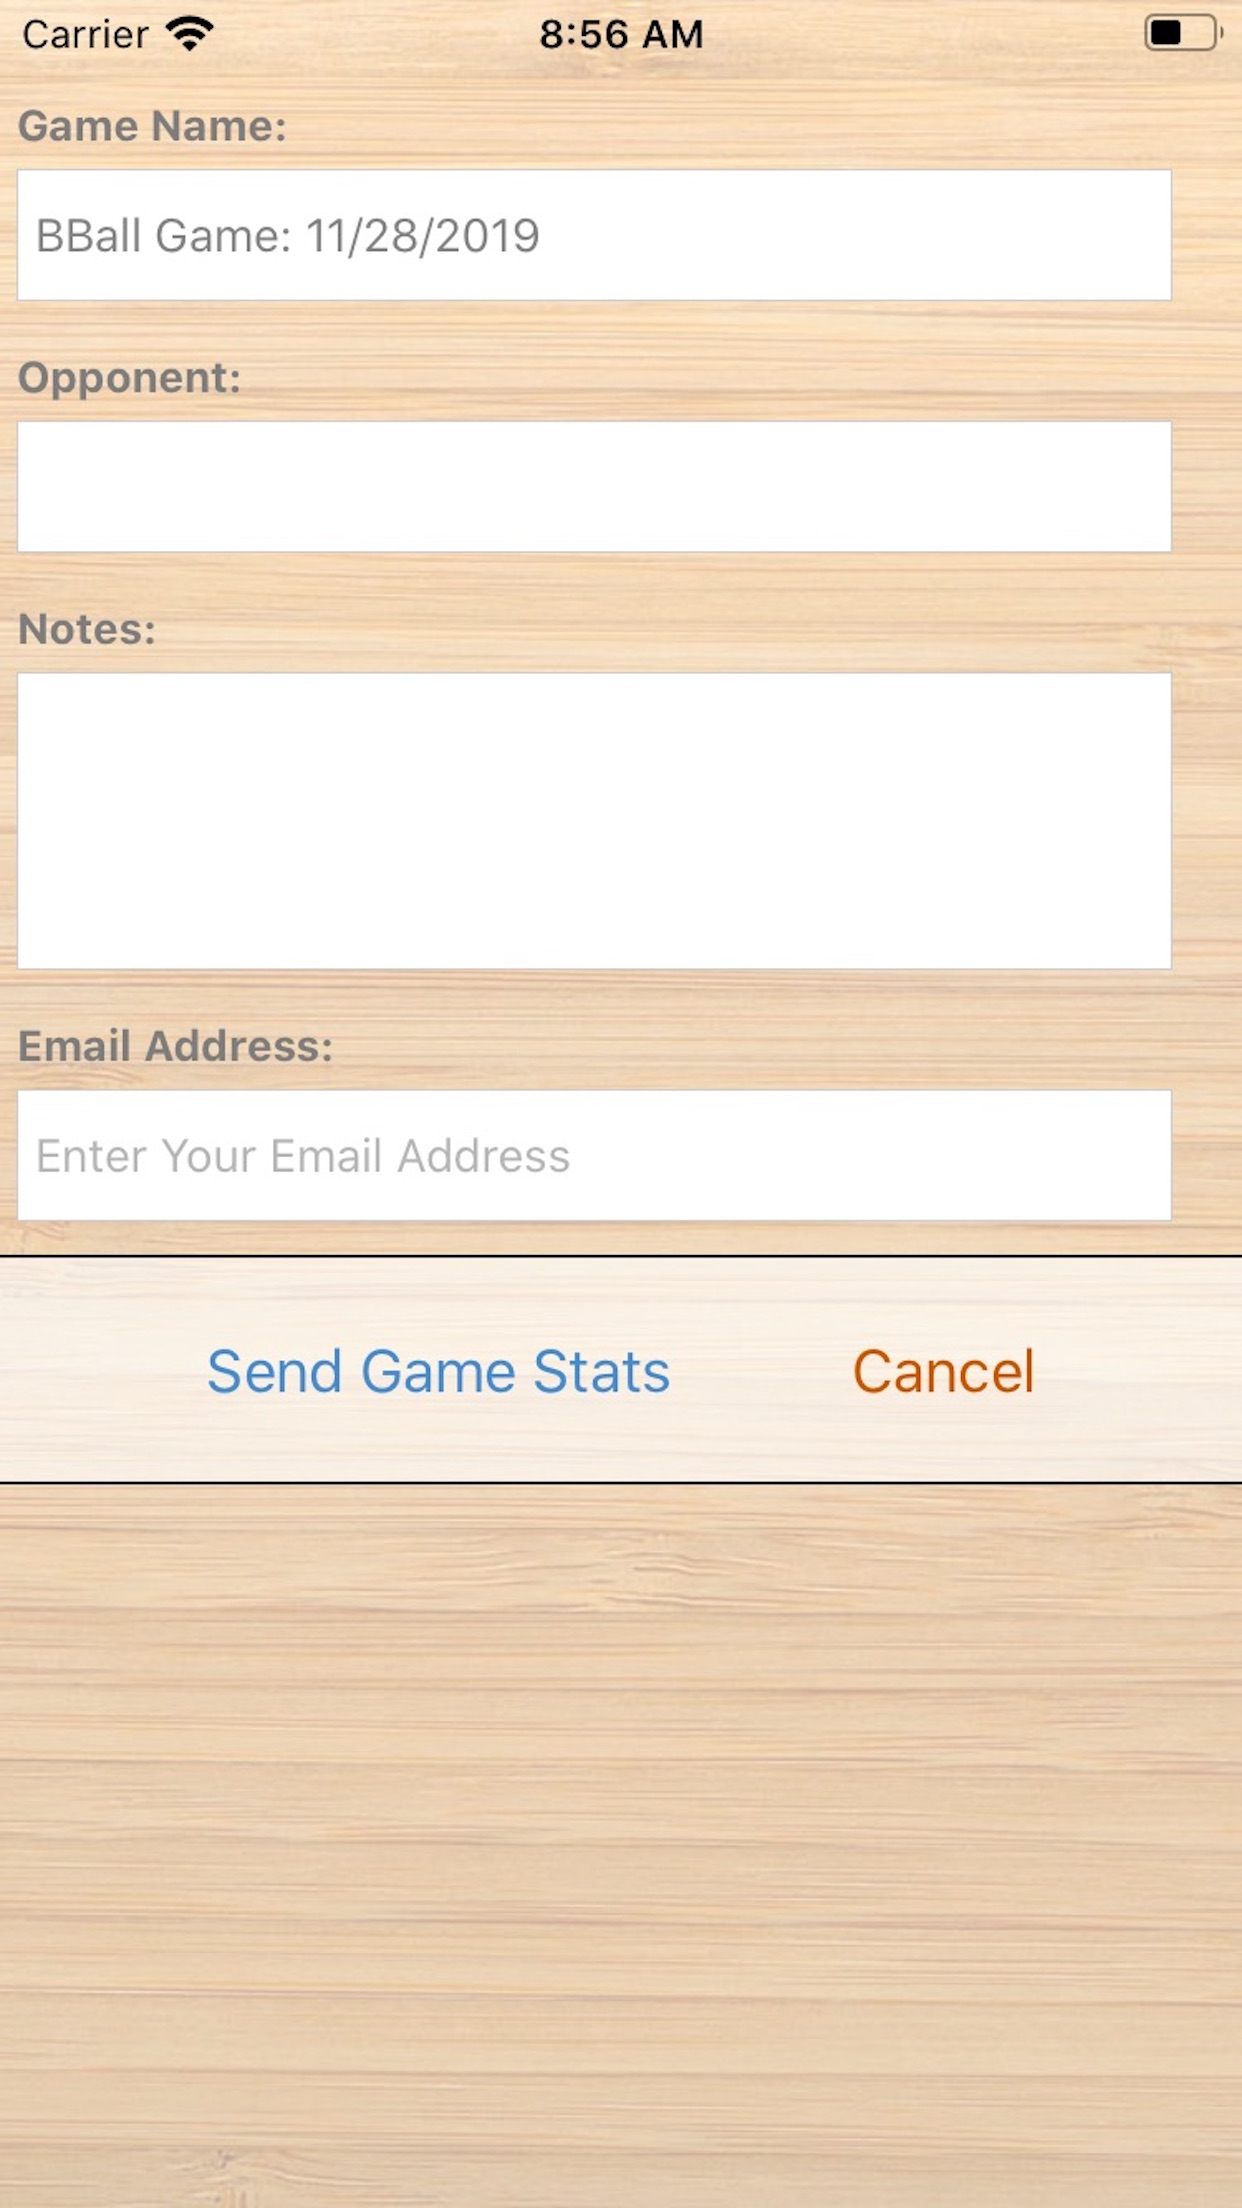 Carrier 8:56 AM
Game Name:
BBall Game: 11/28/2019
Opponent:
Notes:
Email Address:
Enter Your Email Address
Send Game Stats Cancel